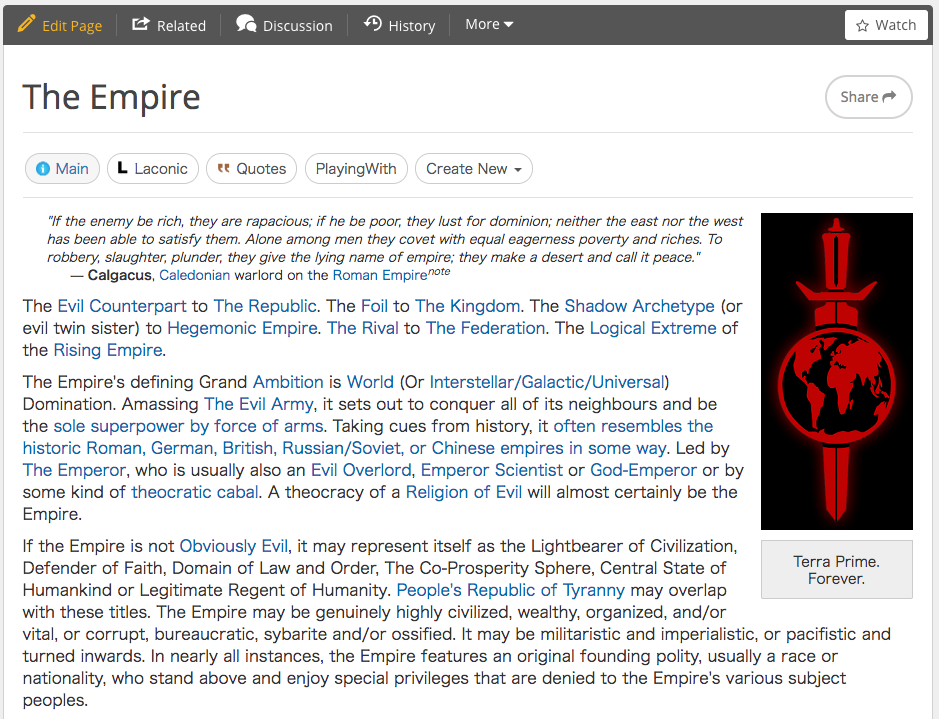 Edit Page Related Discussion History More Watch
The Empire
Share
Main L Laconic Quotes PlayingWith Create New
"If the enemy be rich, they are rapacious; if he be poor, they lust for dominion; neither the east nor the west
has been able to satisfy them. Alone among men they covet with equal eagerness poverty and riches. To
robbery, slaughter, plunder, they give the lying name of empire; they make a desert and call it peace."
— Calgacus, Caledonian warlord on the Roman Empire note
The Evil Counterpart to The Republic. The Foil to The Kingdom. The Shadow Archetype (or
evil twin sister) to Hegemonic Empire. The Rival to The Federation. The Logical Extreme of
the Rising Empire.
The Empire's defining Grand Ambition is World (Or Interstellar/Galactic/Universal)
Domination. Amassing The Evil Army, it sets out to conquer all of its neighbours and be
the sole superpower by force of arms. Taking cues from history, it often resembles the
historic Roman, German, British, Russian/Soviet, or Chinese empires in some way. Led by
The Emperor, who is usually also an Evil Overlord, Emperor Scientist or God-Emperor or by
some kind of theocratic cabal. A theocracy of a Religion of Evil will almost certainly be the
Empire.
If the Empire is not Obviously Evil, it may represent itself as the Lightbearer of Civilization,
Defender of Faith, Domain of Law and Order, The Co-Prosperity Sphere, Central State of
Humankind or Legitimate Regent of Humanity. People's Republic of Tyranny may overlap
with these titles. The Empire may be genuinely highly civilized, wealthy, organized, and/or
vital, or corrupt, bureaucratic, sybarite and/or ossified. It may be militaristic and imperialistic, or pacifistic and
turned inwards. In nearly all instances, the Empire features an original founding polity, usually a race or
nationality, who stand above and enjoy special privileges that are denied to the Empire's various subject
peoples.
Terra Prime.
Forever.